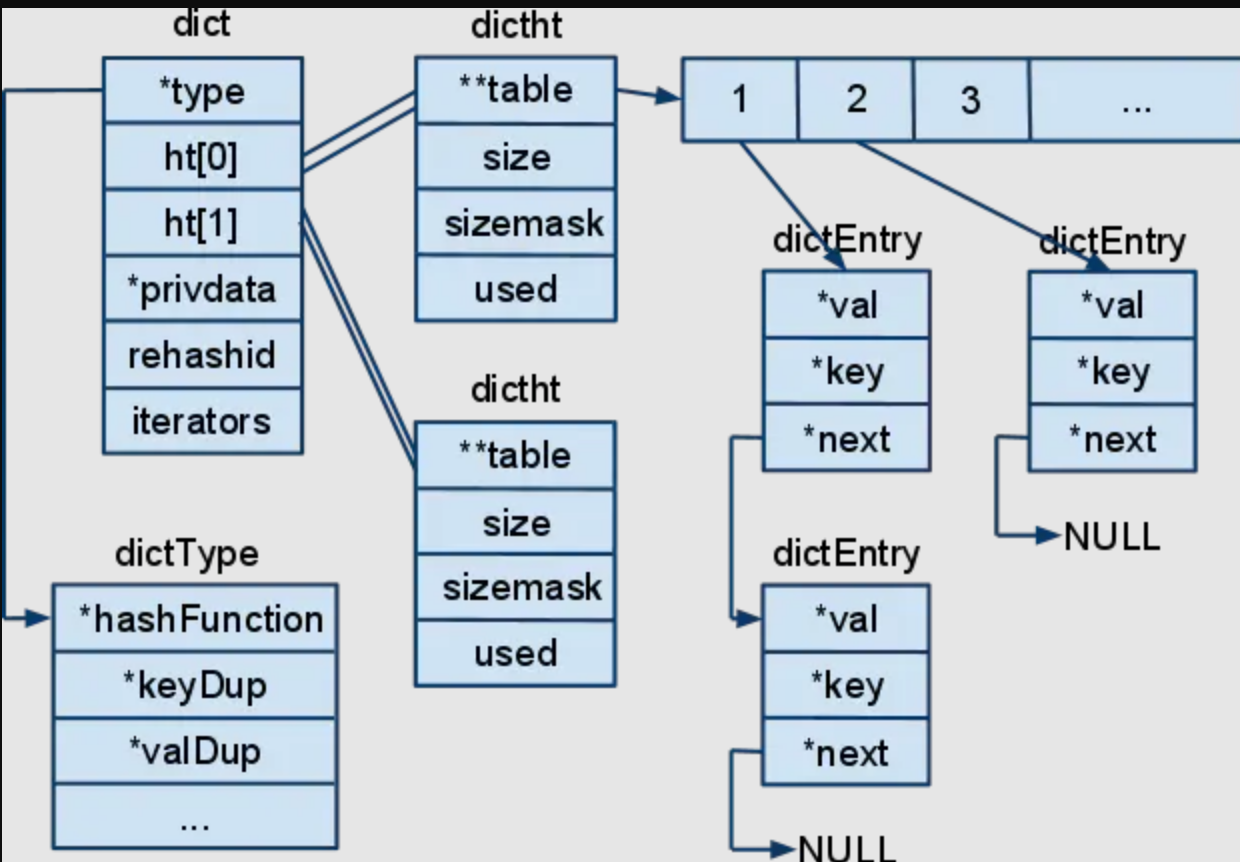 dict
*type
ht[0]
ht[1]
*privdata
rehashid
iterators
dictht
**table
size
sizemask
used
1
2
3
...
dictEntry
*val
*key
*next
dictEntry
*val
*key
*next
NULL
dictht
**table
size
sizemask
used
dictType
*hashFunction
*keyDup
*valDup
...
dictEntry
*val
*key
*next
NULL